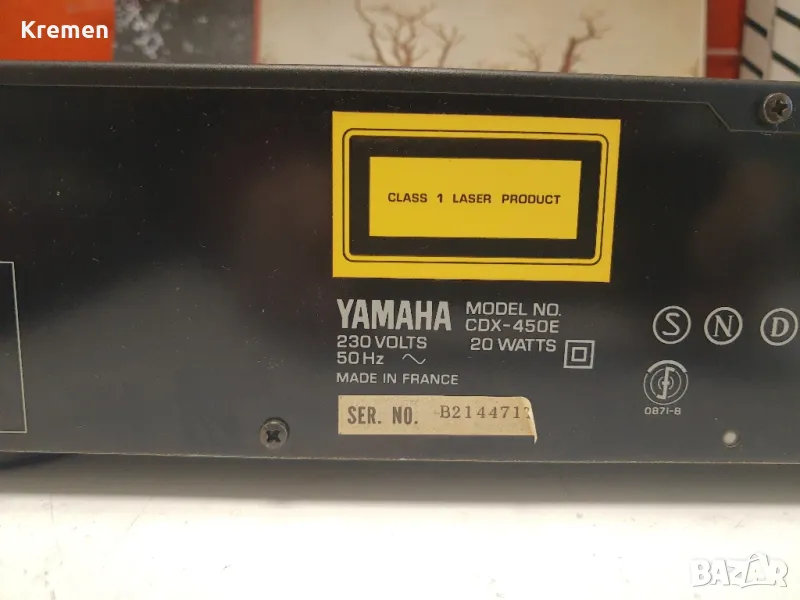 Kremen
CLASS 1 LASER PRODUCT
YAMAHA MODEL NO.
CDX-450E
230 VOLTS 20 WATTS
50 Hz ~
MADE IN FRANCE
S N D
0871-8
SER. NO.
BAZAR